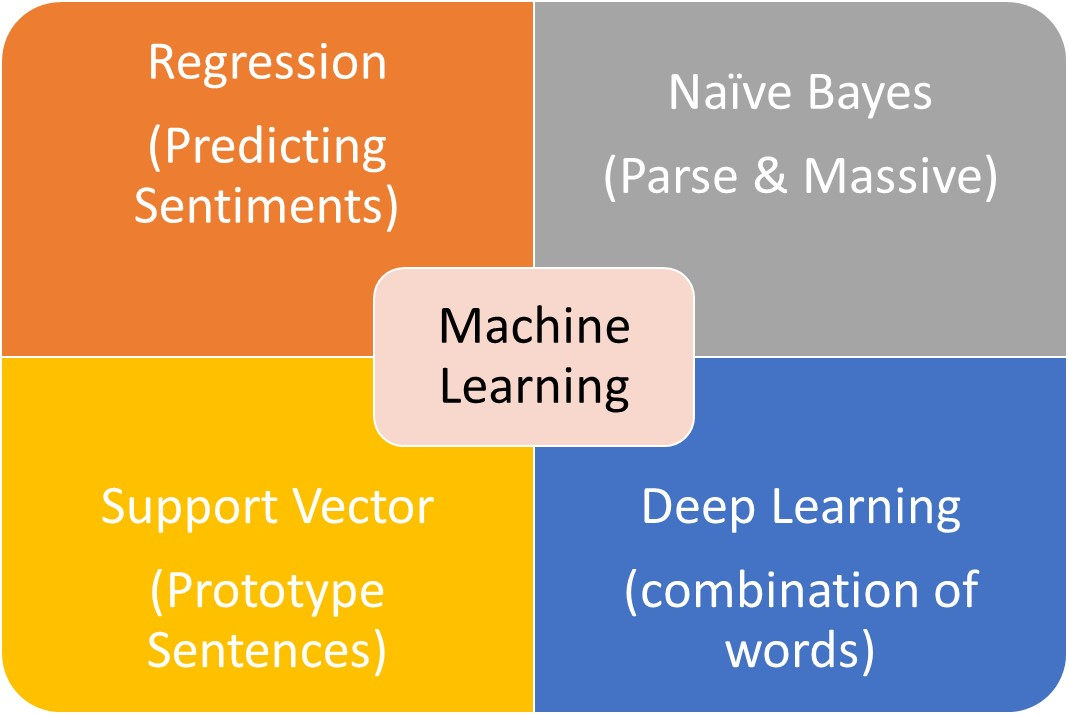 Regression
(Predicting
Sentiments)
Naïve Bayes
(Parse & Massive)
Machine
Learning
Support Vector
(Prototype
Sentences)
Deep Learning
(combination of
words)